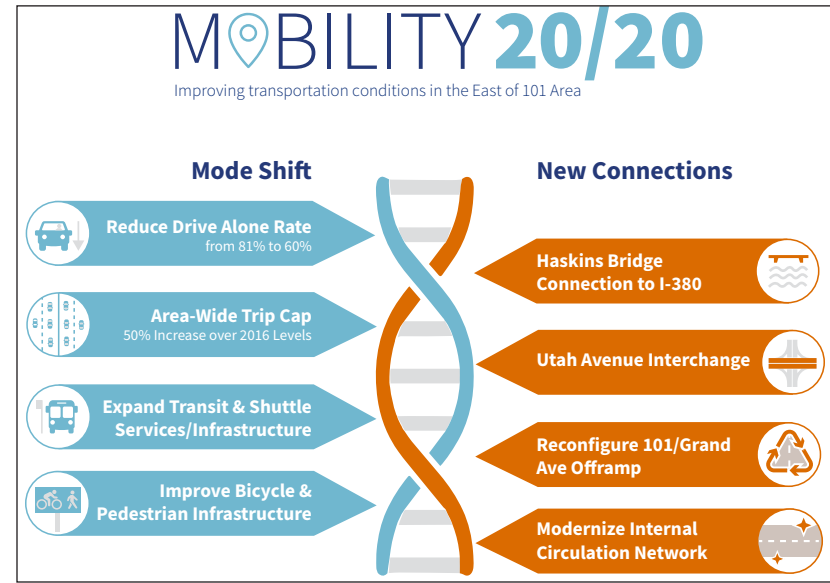 MOBILITY 20/20
Improving transportation conditions in the East of 101 Area
Mode Shift
Reduce Drive Alone Rate
from 81% to 60%
Area-Wide Trip Cap
50% Increase over 2016 Levels
Expand Transit & Shuttle
Services/Infrastructure
Improve Bicycle &
Pedestrian Infrastructure
New Connections
Haskins Bridge
Connection to I-380
Utah Avenue Interchange
Reconfigure 101/Grand
Ave Offramp
Modernize Internal
Circulation Network